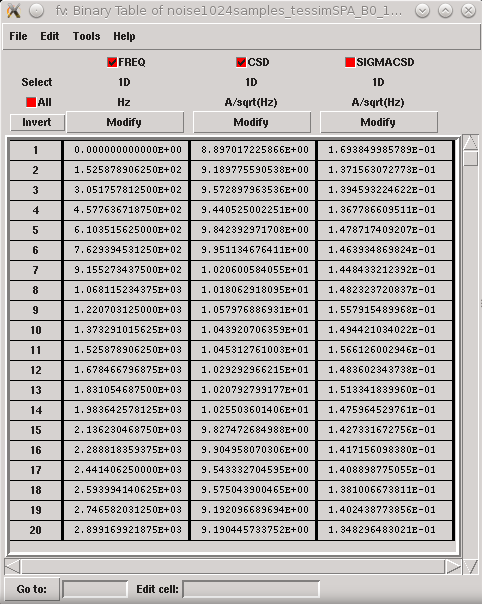 fv: Binary Table of noise1024samples_tessimSPA_B0_1...
File Edit Tools Help
FREQ CSD SIGMACSD
Select 1D 1D 1D
All Hz A/sqrt(Hz) A/sqrt(Hz)
Invert Modify Modify Modify
1 0.000000000000E+00 8.897017225866E+00 1.693849985789E-01
2 1.525878906250E+02 9.189775590538E+00 1.371563072773E-01
3 3.051757812500E+02 9.572897963536E+00 1.394593224622E-01
4 4.577636718750E+02 9.440525002251E+00 1.367786609511E-01
5 6.103515625000E+02 9.842392971708E+00 1.478717409207E-01
6 7.629394531250E+02 9.951134676411E+00 1.463934869824E-01
7 9.155273437500E+02 1.020600584055E+01 1.448433212392E-01
8 1.068115234375E+03 1.018062918095E+01 1.482323720837E-01
9 1.220703125000E+03 1.057976886931E+01 1.557915489968E-01
10 1.373291015625E+03 1.043920706359E+01 1.494421034022E-01
11 1.525878906250E+03 1.045312761003E+01 1.566126002946E-01
12 1.678466796875E+03 1.029292966215E+01 1.483602343738E-01
13 1.831054687500E+03 1.020792799177E+01 1.513341839960E-01
14 1.983642578125E+03 1.025503601406E+01 1.475964529761E-01
15 2.136230468750E+03 9.827472684988E+00 1.427331672756E-01
16 2.288818359375E+03 9.904958070306E+00 1.417156098380E-01
17 2.441406250000E+03 9.543332704595E+00 1.408898775055E-01
18 2.593994140625E+03 9.575043900465E+00 1.381006673811E-01
19 2.746582031250E+03 9.192096689694E+00 1.402438773856E-01
20 2.899169921875E+03 9.190445733752E+00 1.348296483021E-01
Go to: Edit cell: